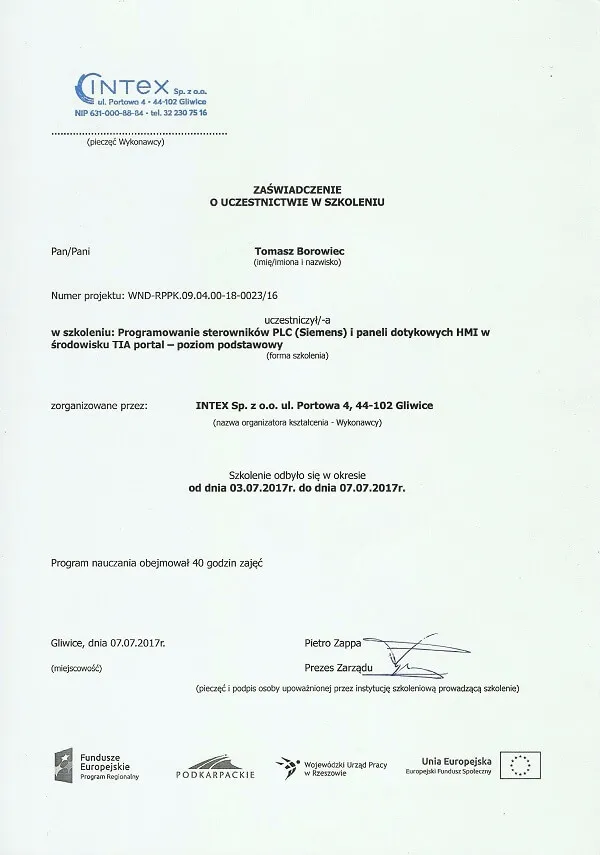 INTEX Sp. z o.o.
ul. Portowa 4 • 44-102 Gliwice
NIP 631-000-88-84 • tel. 32 230 75 16
(pieczęć Wykonawcy)
ZAŚWIADCZENIE
O UCZESTNICTWIE W SZKOLENIU
Pan/Pani Tomasz Borowiec
(imię/imiona i nazwisko)
Numer projektu: WND-RPPK.09.04.00-18-0023/16
uczestniczył/-a
w szkoleniu: Programowanie sterowników PLC (Siemens) i paneli dotykowych HMI w
środowisku TIA portal – poziom podstawowy
(forma szkolenia)
zorganizowane przez: INTEX Sp. z o.o. ul. Portowa 4, 44-102 Gliwice
(nazwa organizatora kształcenia - Wykonawcy)
Szkolenie odbyło się w okresie
od dnia 03.07.2017r. do dnia 07.07.2017r.
Program nauczania obejmował 40 godzin zajęć
Gliwice, dnia 07.07.2017r. Pietro Zappa
(miejscowość) Prezes Zarządu
(pieczęć i podpis osoby upoważnionej przez instytucję szkoleniową prowadzącą szkolenie)
Fundusze
Europejskie
Program Regionalny
PODKARPACKIE
Wojewódzki Urząd Pracy
w Rzeszowie
Unia Europejska
Europejski Fundusz Społeczny